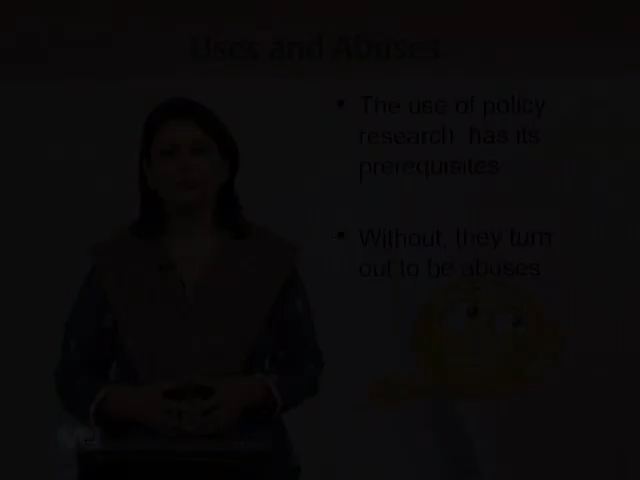 Uses and Abuses
• The use of policy
research has its
prerequisites
• Without, they turn
out to be abuses